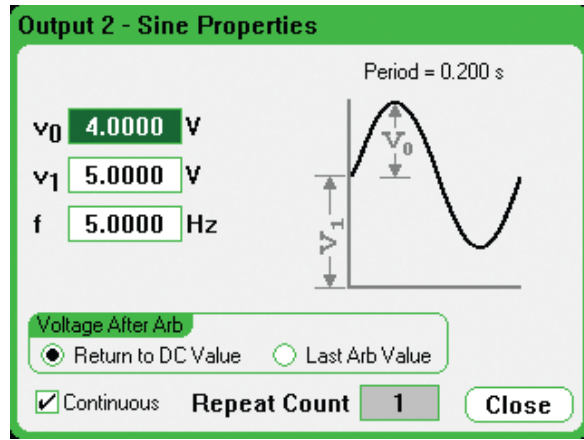 Output 2 - Sine Properties
Period = 0.200 s
V0 4.0000 V
V1 5.0000 V
f 5.0000 Hz
V0
V1
Voltage After Arb
Return to DC Value Last Arb Value
Continuous Repeat Count 1 Close